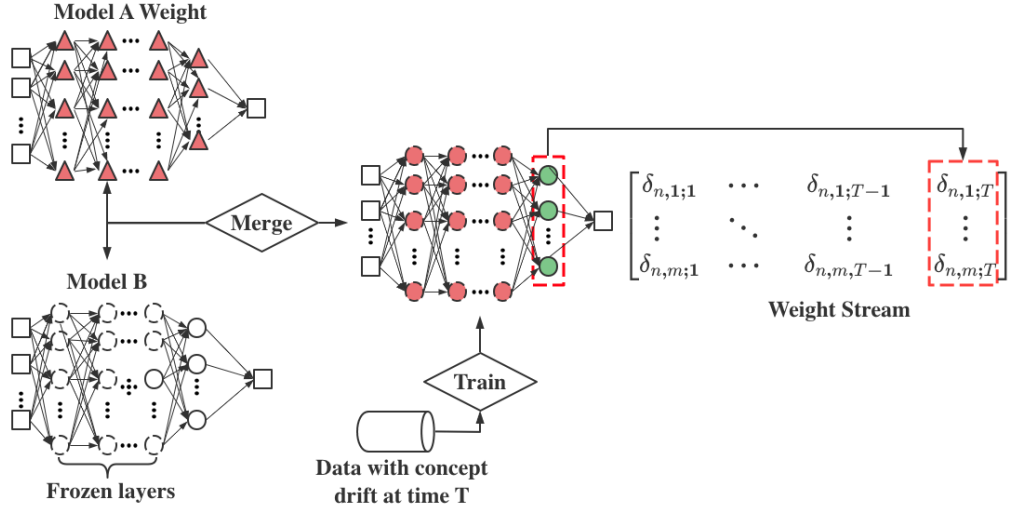 Model A Weight
Merge
Model B
Frozen layers
Train
Data with concept
drift at time T
δn,1;1 ⋯ δn,1;T−1 δn,1;T
⋮ ⋱ ⋮ ⋮
δn,m;1 ⋯ δn,m,T−1 δn,m;T
Weight Stream